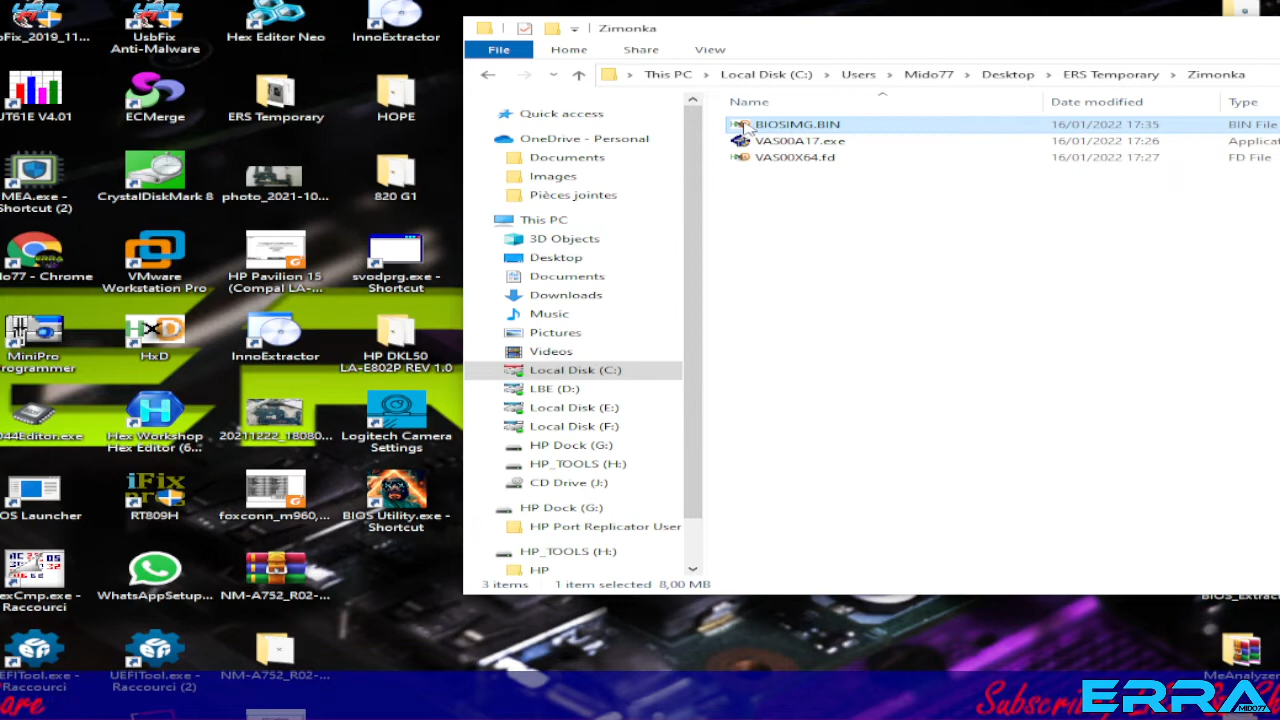 oFix_2019_11...
UsbFix
Anti-Malware
Hex Editor Neo
InnoExtractor
UT61E V4.01
ECMerge
ERS Temporary
HOPE
MEA.exe -
Shortcut (2)
CrystalDiskMark 8
photo_2021-10...
820 G1
do77 - Chrome
VMware
Workstation Pro
HP Pavilion 15
(Compal LA-...
svodprg.exe -
Shortcut
MiniPro
rogrammer
HxD
InnoExtractor
HP DKL50
LA-E802P REV 1.0
944Editor.exe
Hex Workshop
Hex Editor (6...
20211222_18080...
Logitech Camera
Settings
OS Launcher
iFix
prog
RT809H
foxconn_m960,...
BIOS Utility.exe -
Shortcut
exCmp.exe -
Raccourci
WhatsAppSetup...
NM-A752_R02-...
UEFITool.exe -
Raccourci
UEFITool.exe -
Raccourci (2)
NM-A752_R02-...
Zimonka
File Home Share View
This PC > Local Disk (C:) > Users > Mido77 > Desktop > ERS Temporary > Zimonka
Name Date modified Type
BIOSIMG.BIN 16/01/2022 17:35 BIN File
VAS00A17.exe 16/01/2022 17:26 Applicat
VAS00X64.fd 16/01/2022 17:27 FD File
Quick access
OneDrive - Personal
Documents
Images
Pièces jointes
This PC
3D Objects
Desktop
Documents
Downloads
Music
Pictures
Videos
Local Disk (C:)
LBE (D:)
Local Disk (E:)
Local Disk (F:)
HP Dock (G:)
HP_TOOLS (H:)
CD Drive (J:)
HP Dock (G:)
HP Port Replicator User
HP_TOOLS (H:)
HP
3 items 1 item selected 8,00 MB
BIOS_Extrac
MeAnalyzer
are
Subscri
ERRA
MIDO77